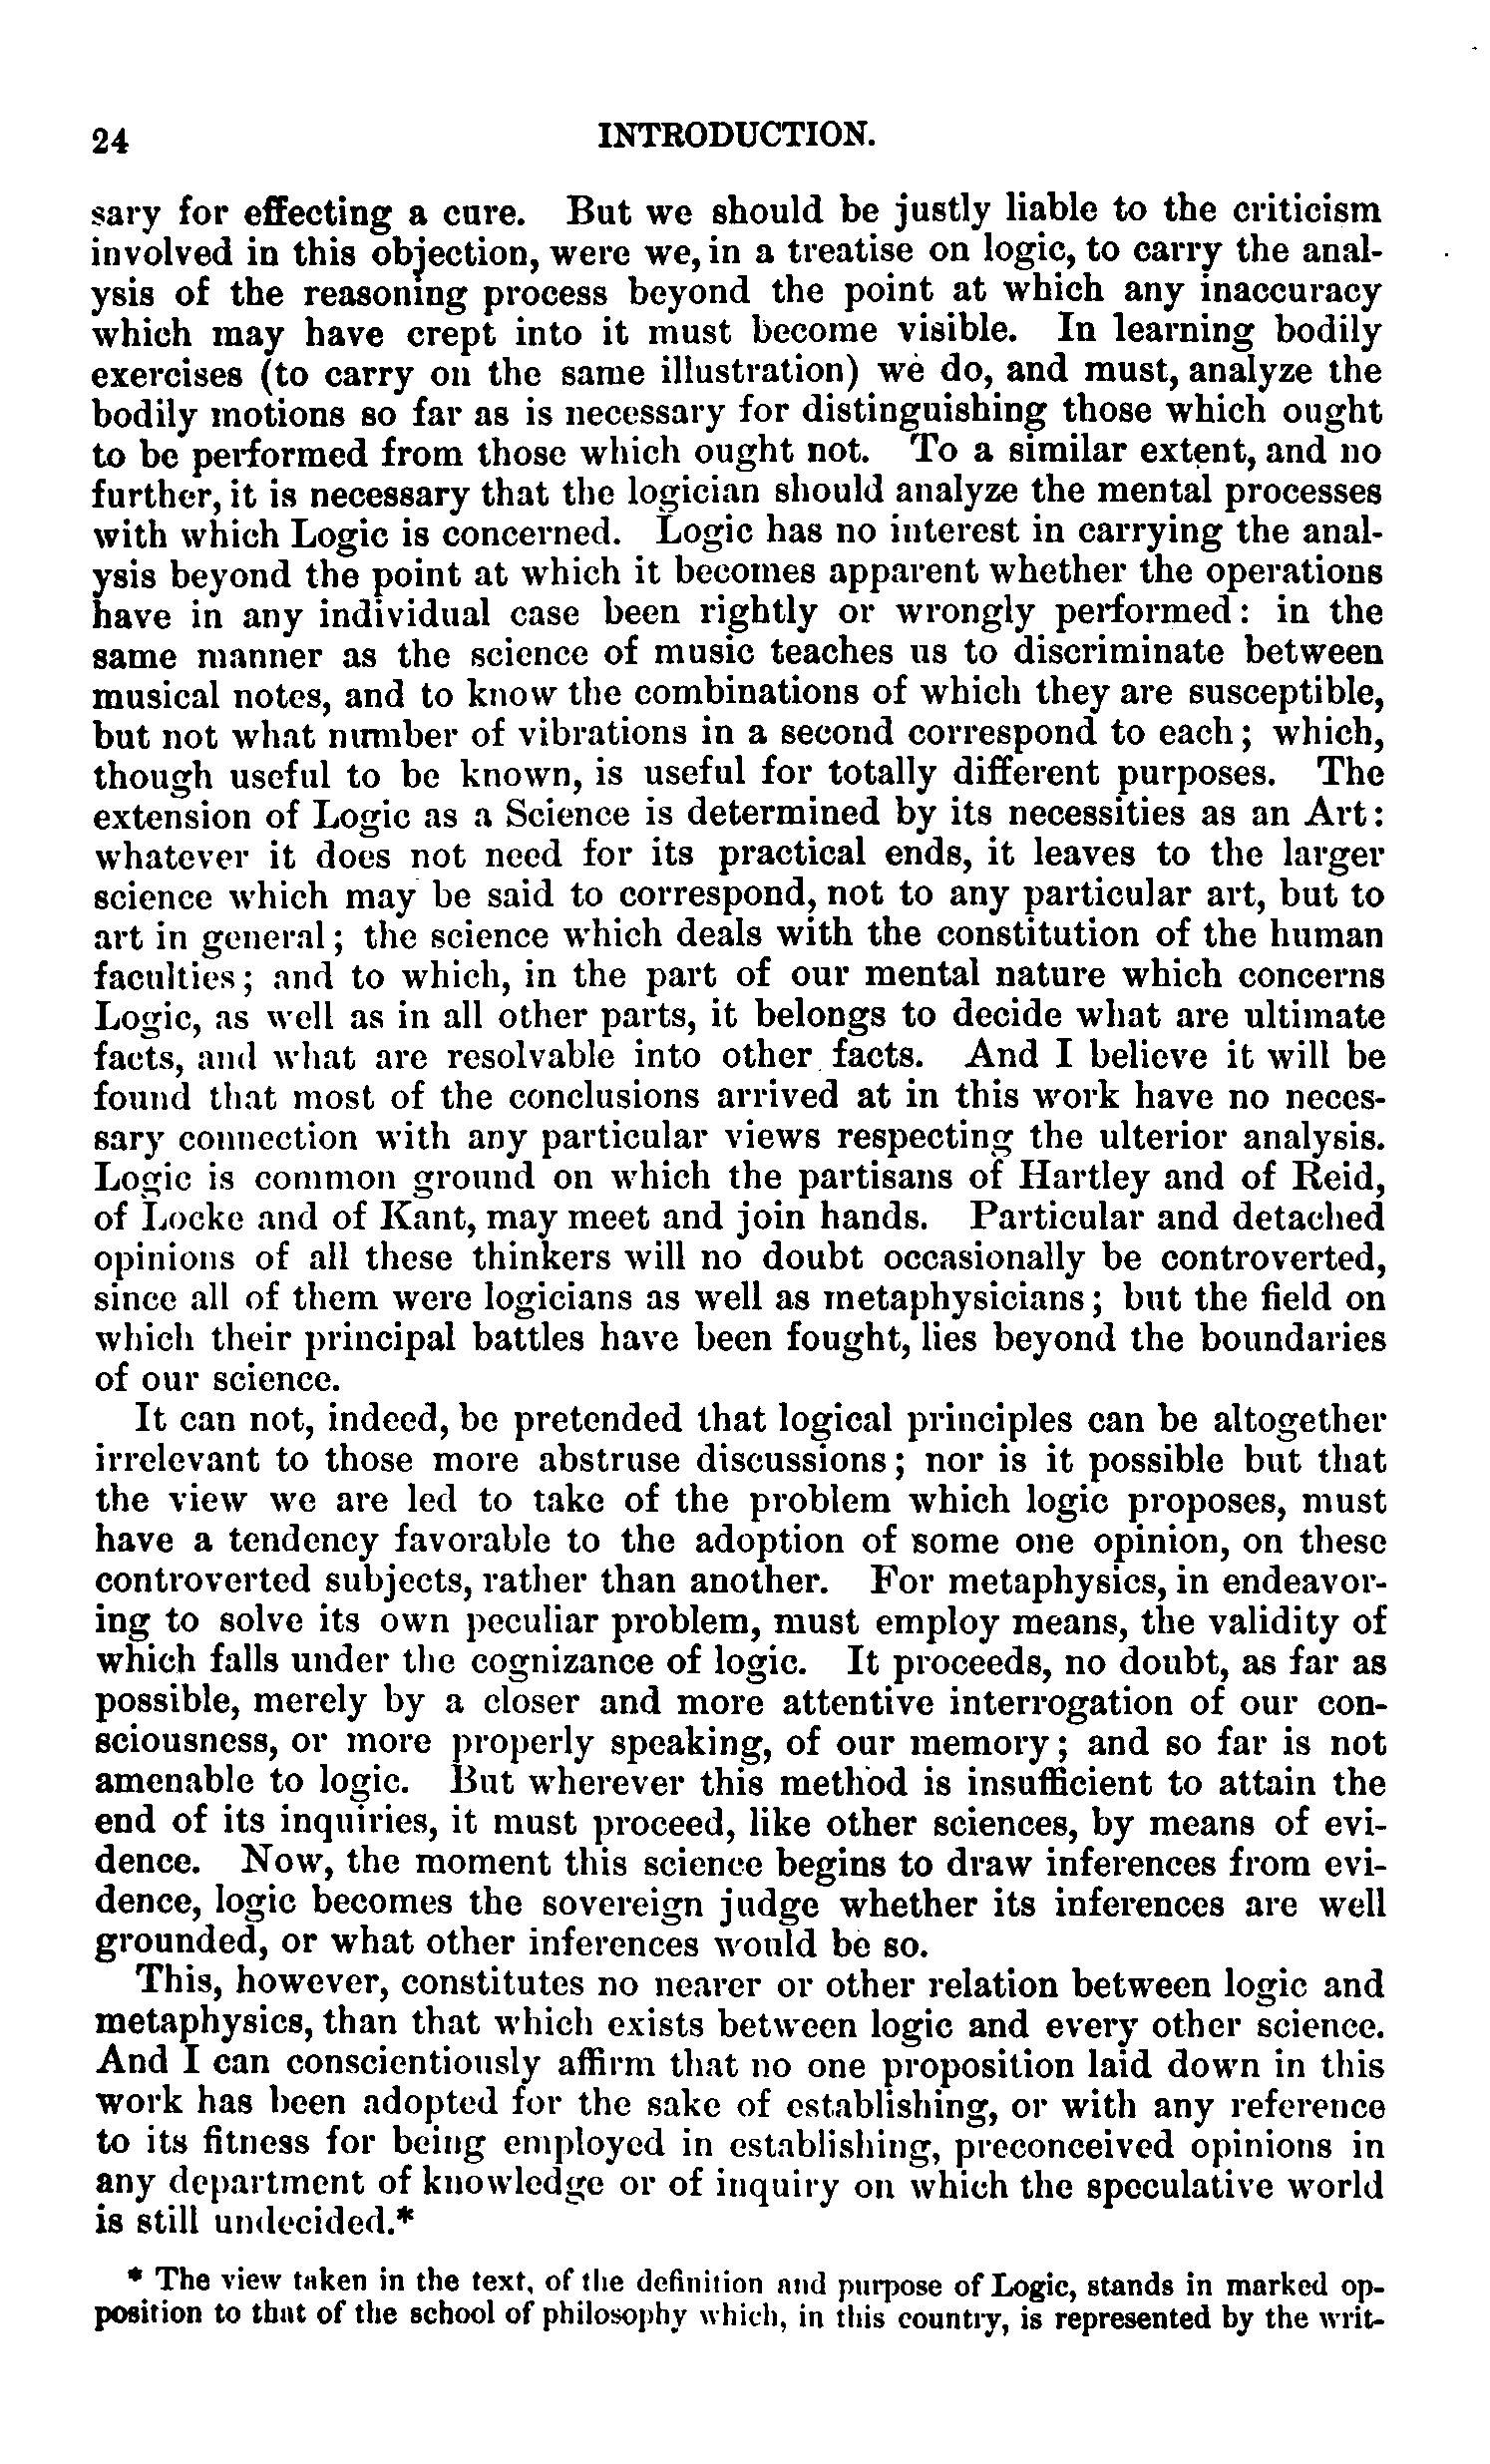 24 INTRODUCTION.
sary for effecting a cure. But we should be justly liable to the criticism
involved in this objection, were we, in a treatise on logic, to carry the anal-
ysis of the reasoning process beyond the point at which any inaccuracy
which may have crept into it must become visible. In learning bodily
exercises (to carry on the same illustration) we do, and must, analyze the
bodily motions so far as is necessary for distinguishing those which ought
to be performed from those which ought not. To a similar extent, and no
further, it is necessary that the logician should analyze the mental processes
with which Logic is concerned. Logic has no interest in carrying the anal-
ysis beyond the point at which it becomes apparent whether the operations
have in any individual case been rightly or wrongly performed: in the
same manner as the science of music teaches us to discriminate between
musical notes, and to know the combinations of which they are susceptible,
but not what number of vibrations in a second correspond to each; which,
though useful to be known, is useful for totally different purposes. The
extension of Logic as a Science is determined by its necessities as an Art:
whatever it does not need for its practical ends, it leaves to the larger
science which may be said to correspond, not to any particular art, but to
art in general; the science which deals with the constitution of the human
faculties; and to which, in the part of our mental nature which concerns
Logic, as well as in all other parts, it belongs to decide what are ultimate
facts, and what are resolvable into other facts. And I believe it will be
found that most of the conclusions arrived at in this work have no neces-
sary connection with any particular views respecting the ulterior analysis.
Logic is common ground on which the partisans of Hartley and of Reid,
of Locke and of Kant, may meet and join hands. Particular and detached
opinions of all these thinkers will no doubt occasionally be controverted,
since all of them were logicians as well as metaphysicians; but the field on
which their principal battles have been fought, lies beyond the boundaries
of our science.
It can not, indeed, be pretended that logical principles can be altogether
irrelevant to those more abstruse discussions; nor is it possible but that
the view we are led to take of the problem which logic proposes, must
have a tendency favorable to the adoption of some one opinion, on these
controverted subjects, rather than another. For metaphysics, in endeavor-
ing to solve its own peculiar problem, must employ means, the validity of
which falls under the cognizance of logic. It proceeds, no doubt, as far as
possible, merely by a closer and more attentive interrogation of our con-
sciousness, or more properly speaking, of our memory; and so far is not
amenable to logic. But wherever this method is insufficient to attain the
end of its inquiries, it must proceed, like other sciences, by means of evi-
dence. Now, the moment this science begins to draw inferences from evi-
dence, logic becomes the sovereign judge whether its inferences are well
grounded, or what other inferences would be so.
This, however, constitutes no nearer or other relation between logic and
metaphysics, than that which exists between logic and every other science.
And I can conscientiously affirm that no one proposition laid down in this
work has been adopted for the sake of establishing, or with any reference
to its fitness for being employed in establishing, preconceived opinions in
any department of knowledge or of inquiry on which the speculative world
is still undecided.*
* The view taken in the text, of the definition and purpose of Logic, stands in marked op-
position to that of the school of philosophy which, in this country, is represented by the writ-